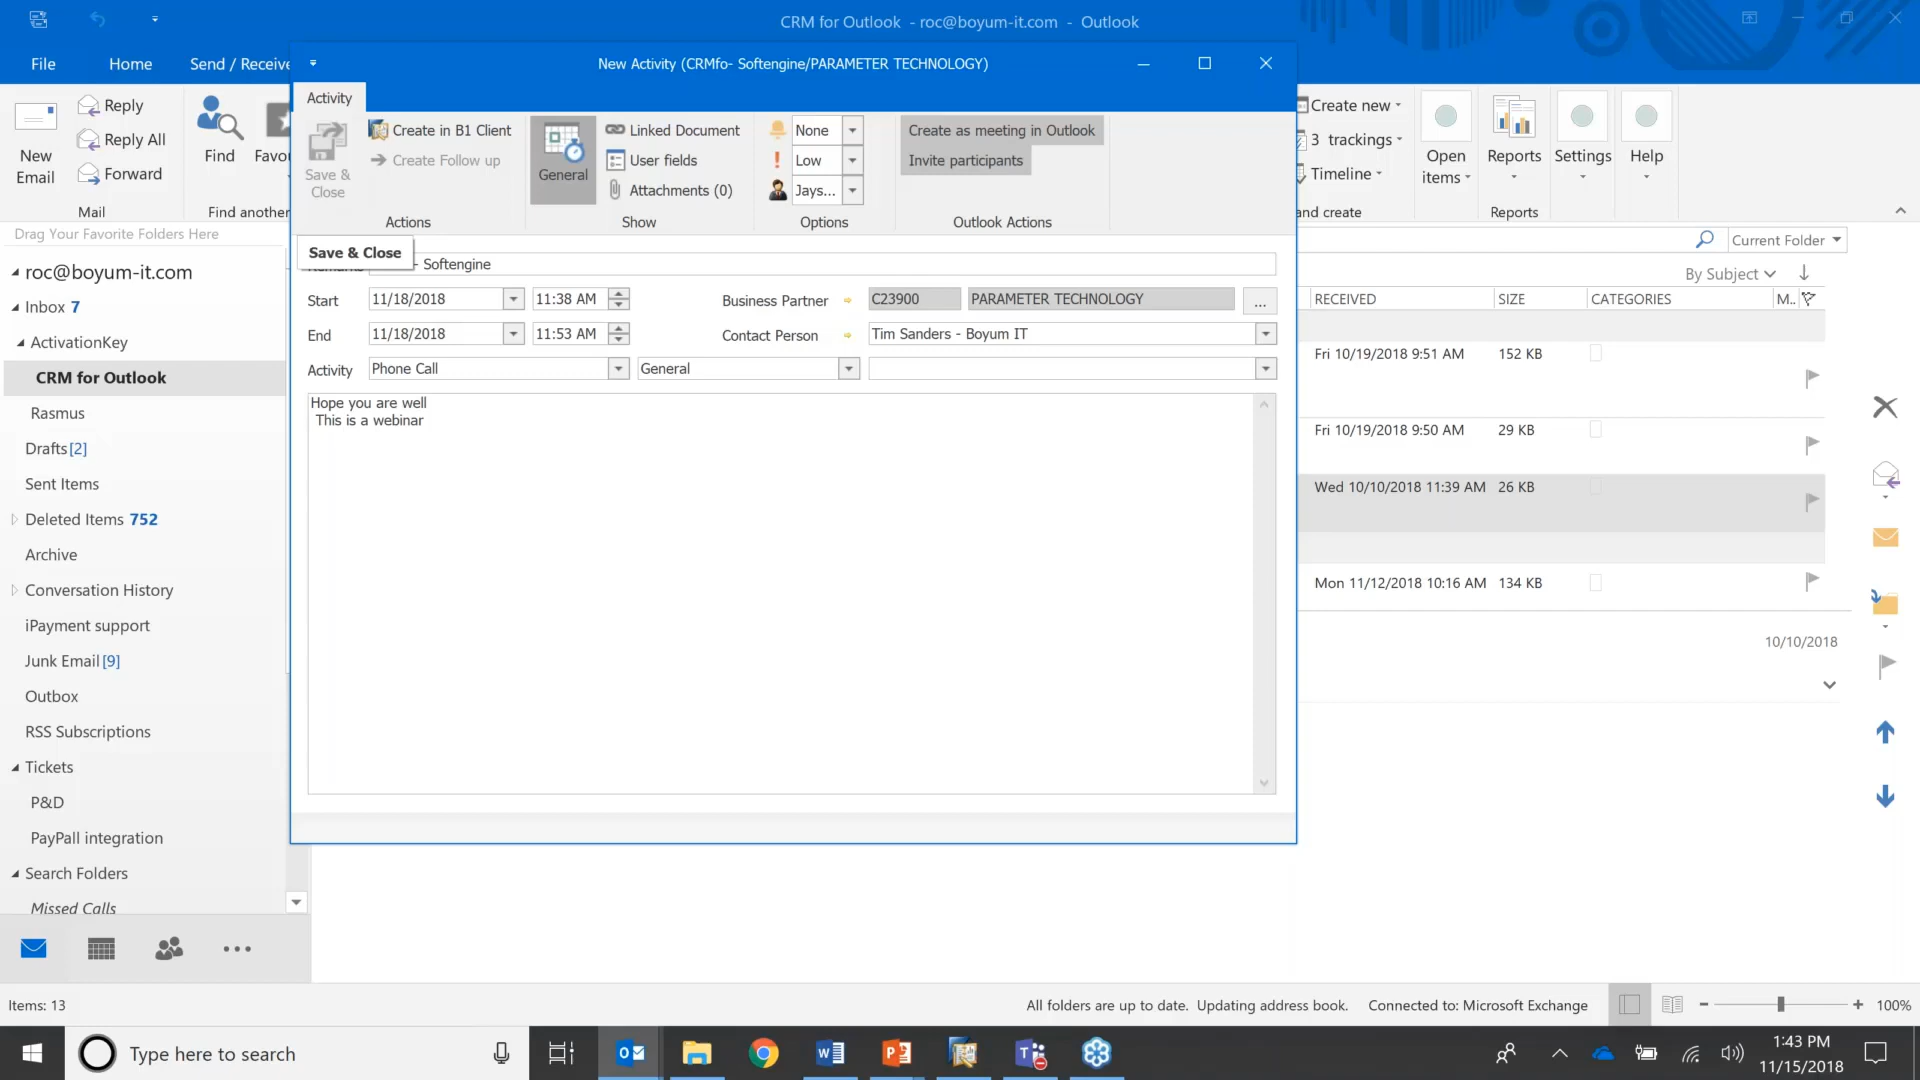 CRM for Outlook - roc@boyum-it.com - Outlook
File
Home
Send / Receive
New Activity (CRMfo- Softengine/PARAMETER TECHNOLOGY)
Activity
New
Email
Reply
Reply All
Forward
Mail
Find
Favou
Find another
Save &
Close
Create in B1 Client
Create Follow up
Actions
General
Linked Document
User fields
Attachments (0)
Show
None
Low
Jays...
Options
Create as meeting in Outlook
Invite participants
Outlook Actions
Create new
3 trackings
Timeline
and create
Open
items
Reports
Reports
Settings
Help
Drag Your Favorite Folders Here
roc@boyum-it.com
Inbox 7
ActivationKey
CRM for Outlook
Rasmus
Drafts [2]
Sent Items
Deleted Items 752
Archive
Conversation History
iPayment support
Junk Email [9]
Outbox
RSS Subscriptions
Tickets
P&D
PayPall integration
Search Folders
Missed Calls
Save & Close
- Softengine
Start 11/18/2018 11:38 AM
Business Partner C23900 PARAMETER TECHNOLOGY ...
End 11/18/2018 11:53 AM
Contact Person Tim Sanders - Boyum IT
Activity Phone Call General
Hope you are well
This is a webinar
Current Folder
By Subject
RECEIVED SIZE CATEGORIES M..
Fri 10/19/2018 9:51 AM 152 KB
Fri 10/19/2018 9:50 AM 29 KB
Wed 10/10/2018 11:39 AM 26 KB
Mon 11/12/2018 10:16 AM 134 KB
10/10/2018
Items: 13
All folders are up to date. Updating address book. Connected to: Microsoft Exchange
100%
Type here to search
1:43 PM
11/15/2018